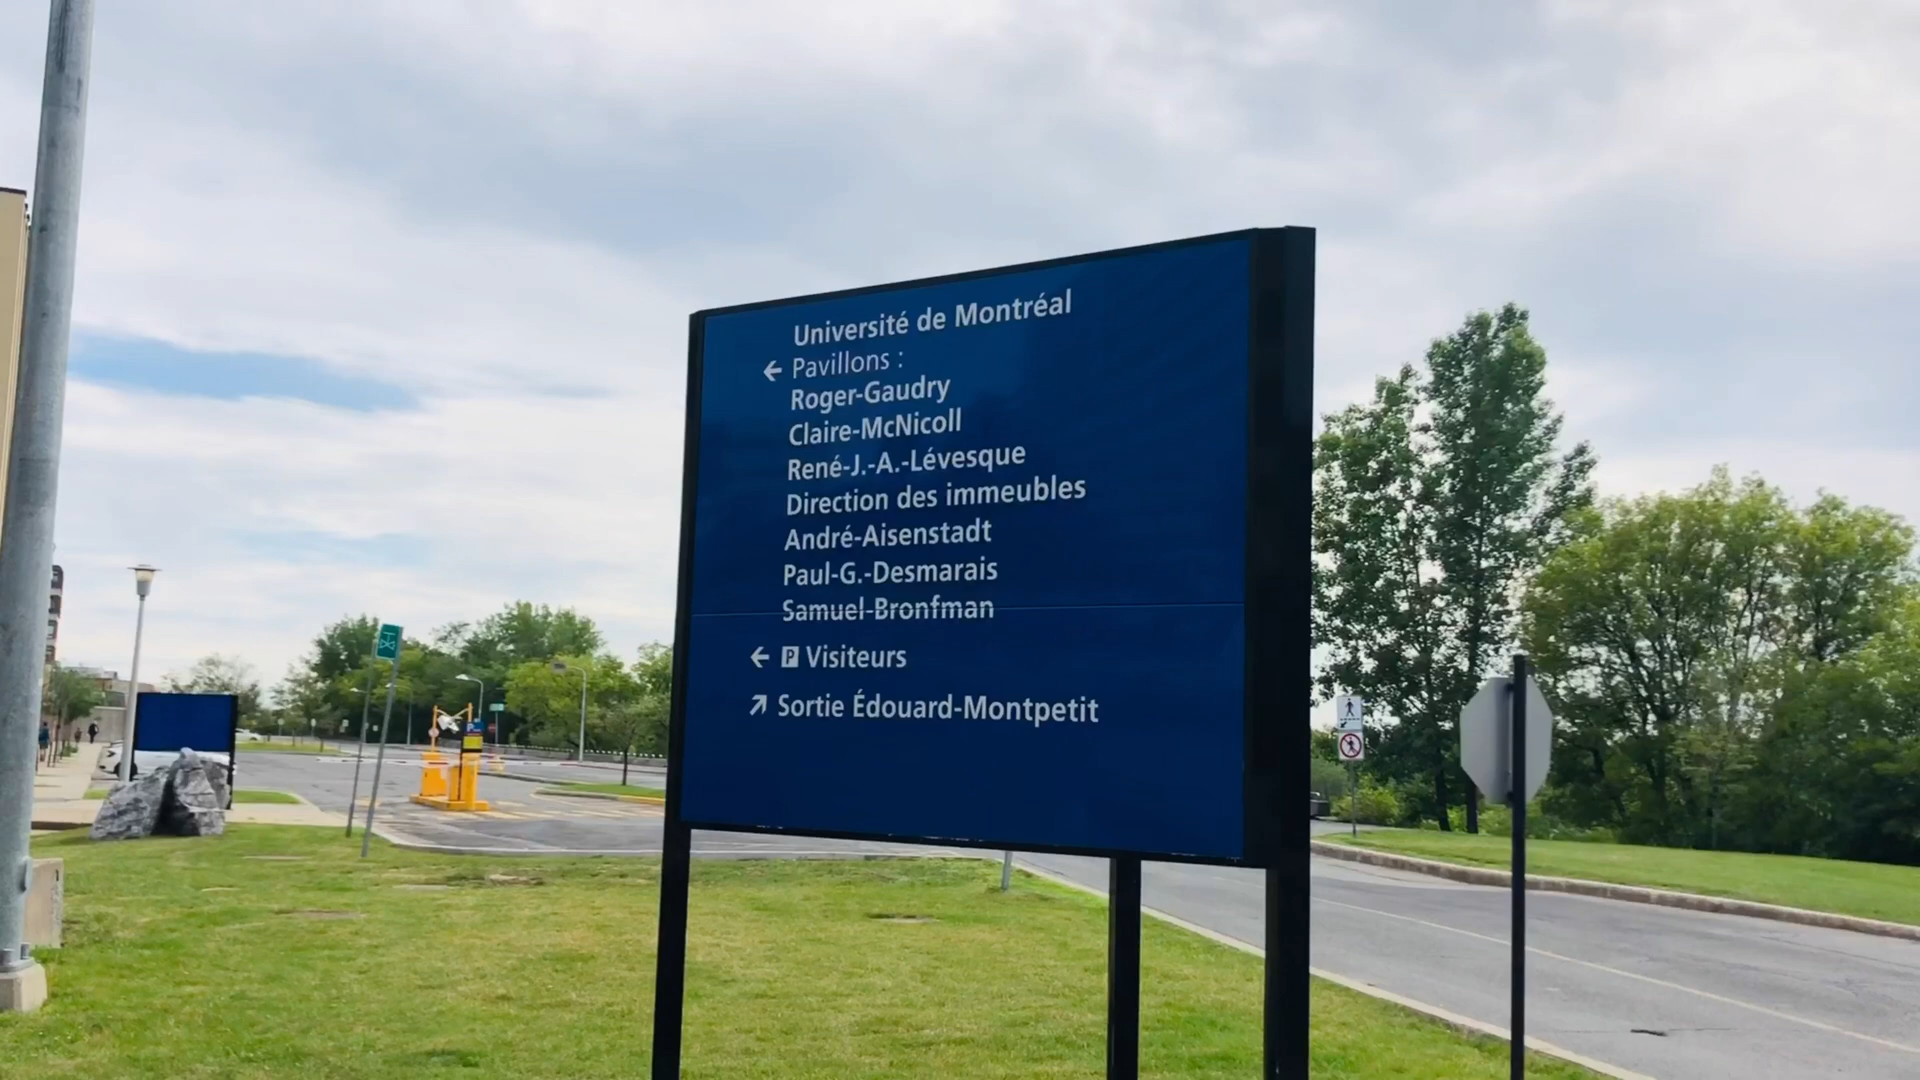 Université de Montréal
← Pavillons :
Roger-Gaudry
Claire-McNicoll
René-J.-A.-Lévesque
Direction des immeubles
André-Aisenstadt
Paul-G.-Desmarais
Samuel-Bronfman
← P Visiteurs
↗ Sortie Édouard-Montpetit